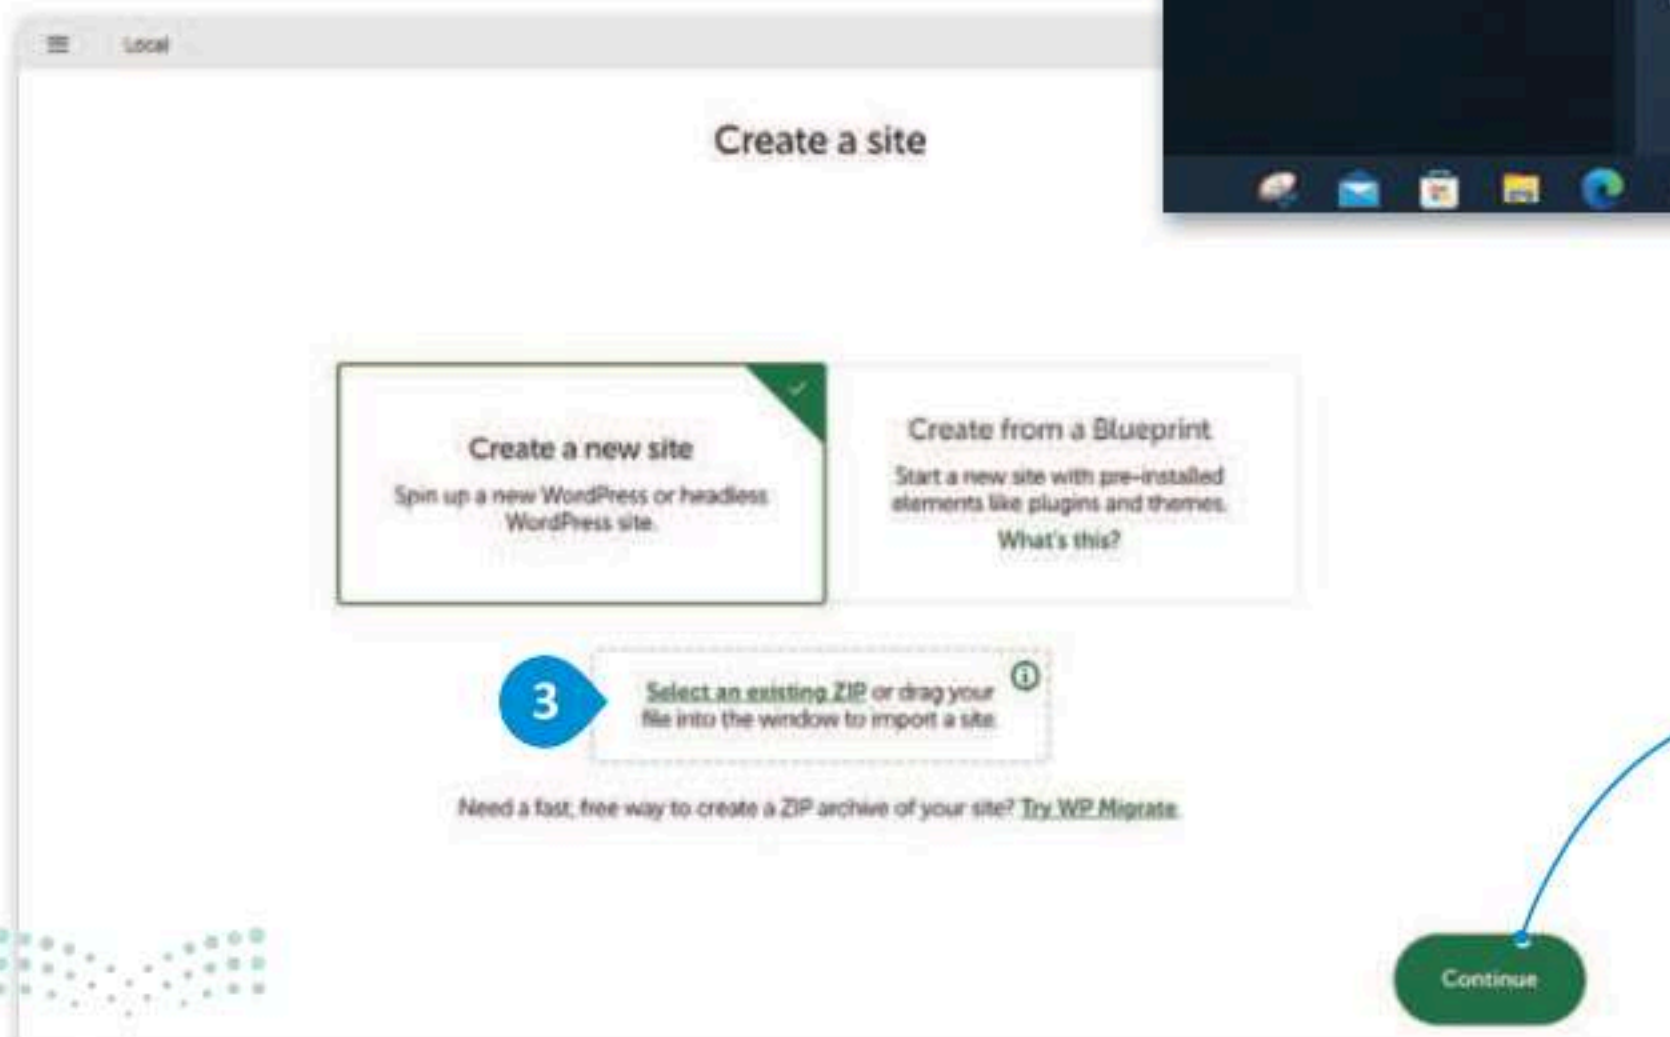 Local
Create a site
Create a new site
Spin up a new WordPress or headless
WordPress site.
Create from a Blueprint
Start a new site with pre-installed
elements like plugins and themes.
What's this?
3
Select an existing ZIP or drag your
file into the window to import a site.
Need a fast, free way to create a ZIP archive of your site? Try WP Migrate.
Continue